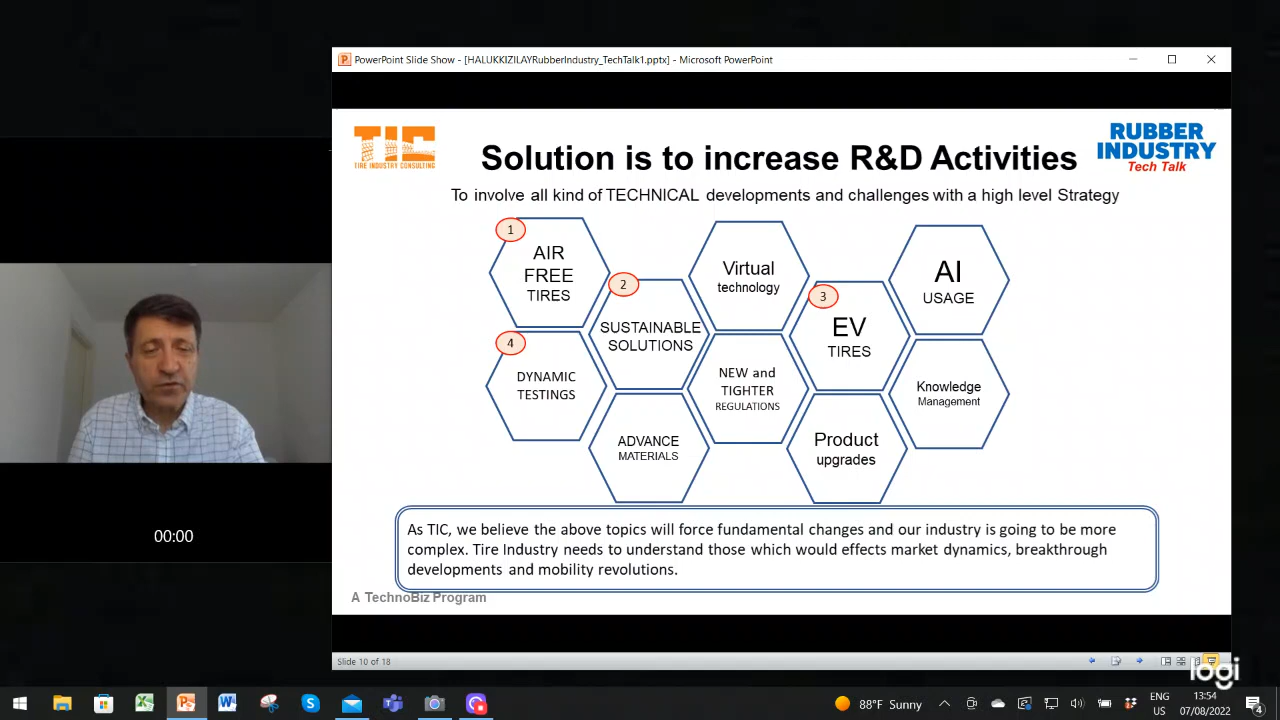 PowerPoint Slide Show - [HALUKKIZILAYRubberIndustry_TechTalk1.pptx] - Microsoft PowerPoint
TIC
TIRE INDUSTRY CONSULTING
Solution is to increase R&D Activities
RUBBER
INDUSTRY
Tech Talk
To involve all kind of TECHNICAL developments and challenges with a high level Strategy
1
AIR
FREE
TIRES
2
SUSTAINABLE
SOLUTIONS
Virtual
technology
3
EV
TIRES
AI
USAGE
4
DYNAMIC
TESTINGS
ADVANCE
MATERIALS
NEW and
TIGHTER
REGULATIONS
Product
upgrades
Knowledge
Management
As TIC, we believe the above topics will force fundamental changes and our industry is going to be more
complex. Tire Industry needs to understand those which would effects market dynamics, breakthrough
developments and mobility revolutions.
A TechnoBiz Program
00:00
Slide 10 of 18
logi
88°F Sunny
ENG
US
13:54
07/08/2022
4